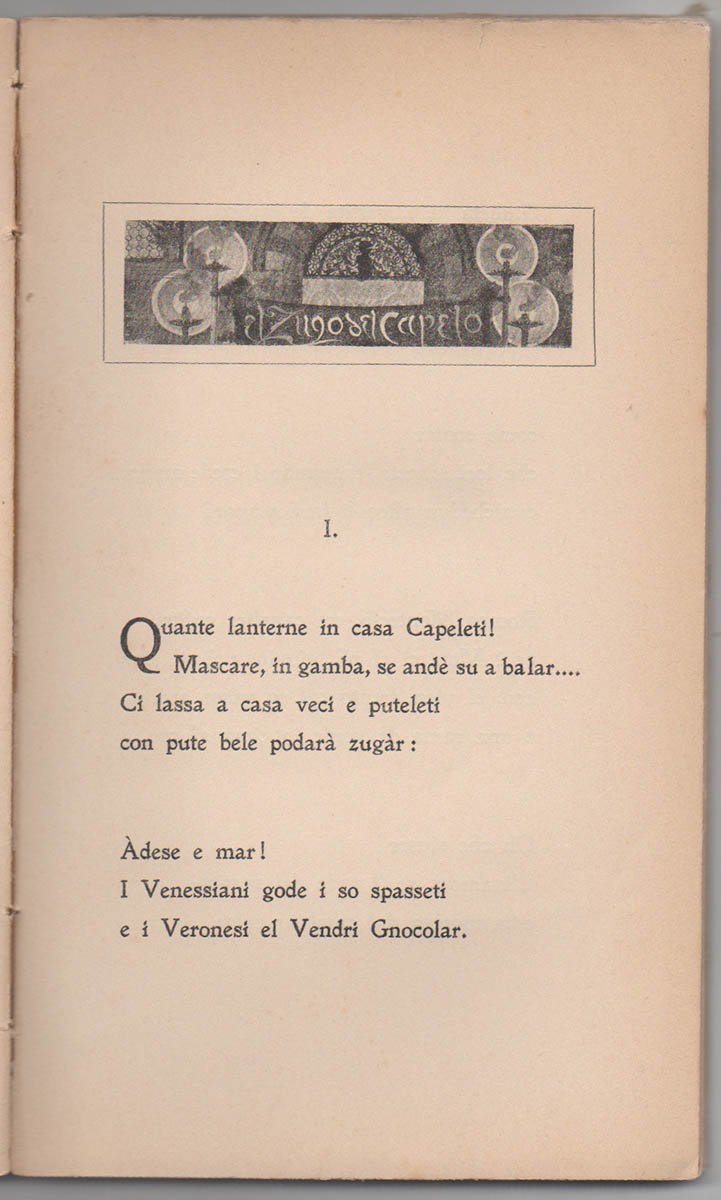 el Zugo del Capelo
I.
Quante lanterne in casa Capeleti!
Mascare, in gamba, se andè su a balar....
Ci lassa a casa veci e puteleti
con pute bele podarà zugàr:
Àdese e mar!
I Venessiani gode i so spasseti
e i Veronesi el Vendri Gnocolar.